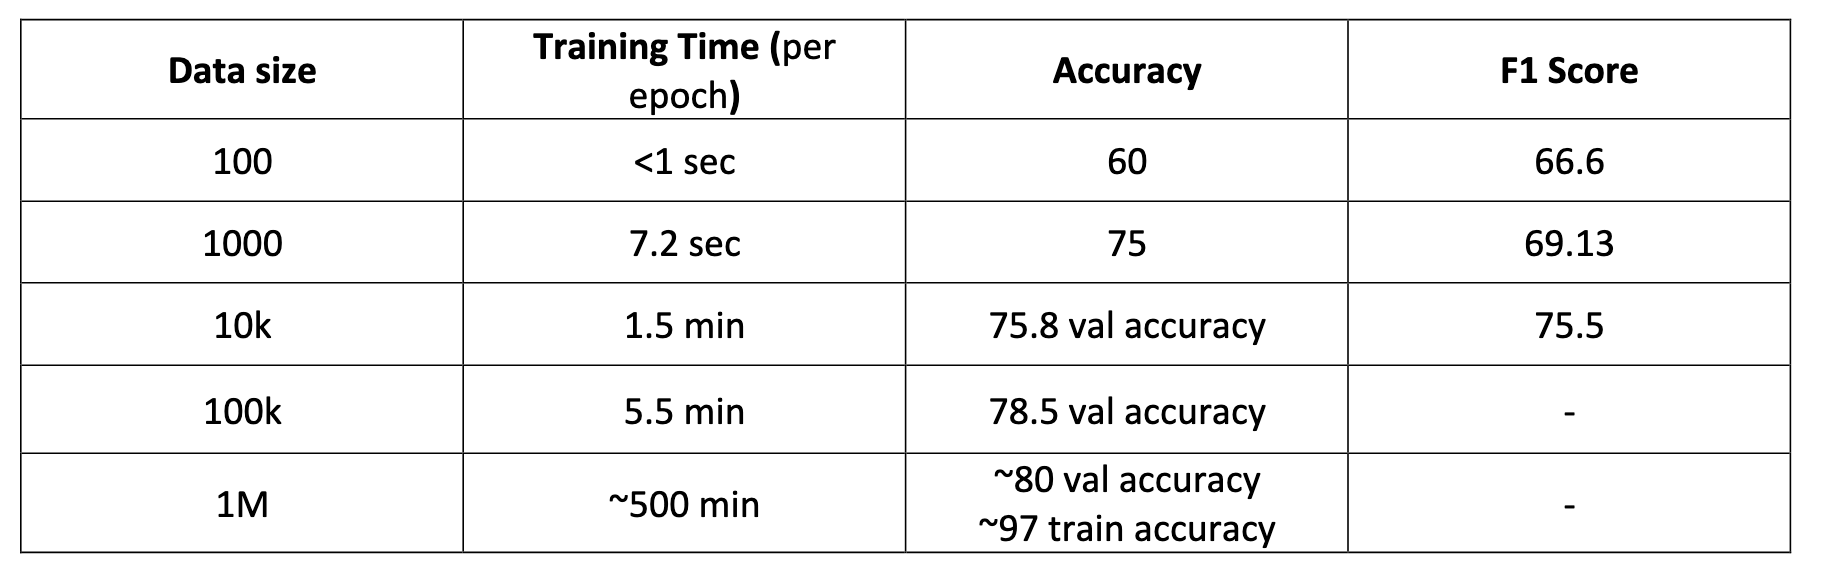 Data size
Training Time (per
epoch)
Accuracy
F1 Score
100
<1 sec
60
66.6
1000
7.2 sec
75
69.13
10k
1.5 min
75.8 val accuracy
75.5
100k
5.5 min
78.5 val accuracy
-
1M
~500 min
~80 val accuracy
~97 train accuracy
-